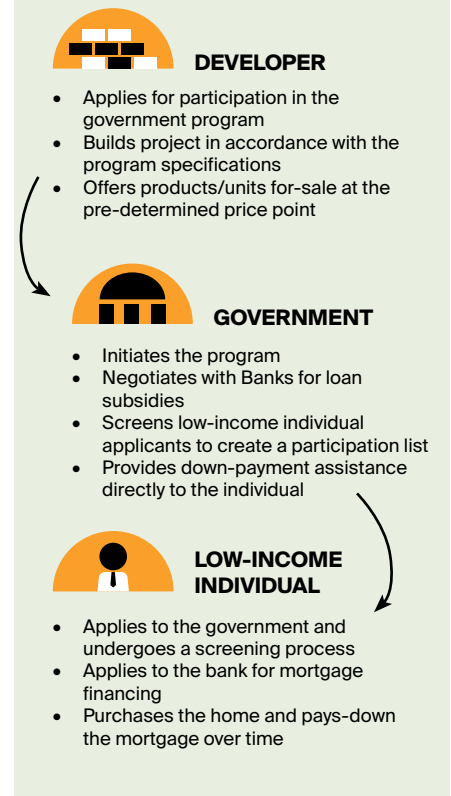 DEVELOPER
• Applies for participation in the
government program
• Builds project in accordance with the
program specifications
• Offers products/units for-sale at the
pre-determined price point
GOVERNMENT
• Initiates the program
• Negotiates with Banks for loan
subsidies
• Screens low-income individual
applicants to create a participation list
• Provides down-payment assistance
directly to the individual
LOW-INCOME
INDIVIDUAL
• Applies to the government and
undergoes a screening process
• Applies to the bank for mortgage
financing
• Purchases the home and pays-down
the mortgage over time